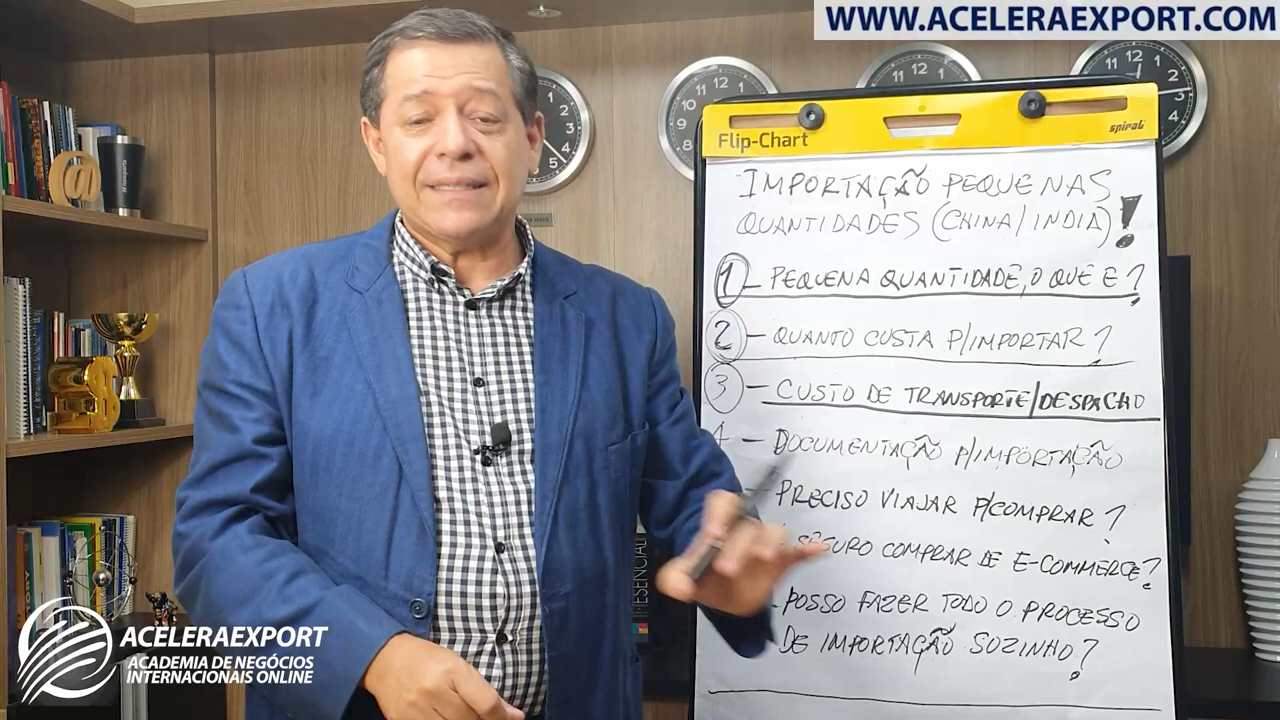 WWW.ACELERAEXPORT.COM
Flip-Chart
spiral
IMPORTAÇÃO PEQUENAS
QUANTIDADES (CHINA/INDIA) !
1 - PEQUENA QUANTIDADE, O QUE E ?
2 - QUANTO CUSTA P/IMPORTAR ?
3 - CUSTO DE TRANSPORTE/DESPACHO
4 - DOCUMENTAÇÃO P/IMPORTAÇÃO
- PRECISO VIAJAR P/COMPRAR ?
SEGURO COMPRAR DE E-COMMERCE ?
- POSSO FAZER TODO O PROCESSO
DE IMPORTAÇÃO SOZINHO ?
ACELERAEXPORT
ACADEMIA DE NEGÓCIOS
INTERNACIONAIS ONLINE